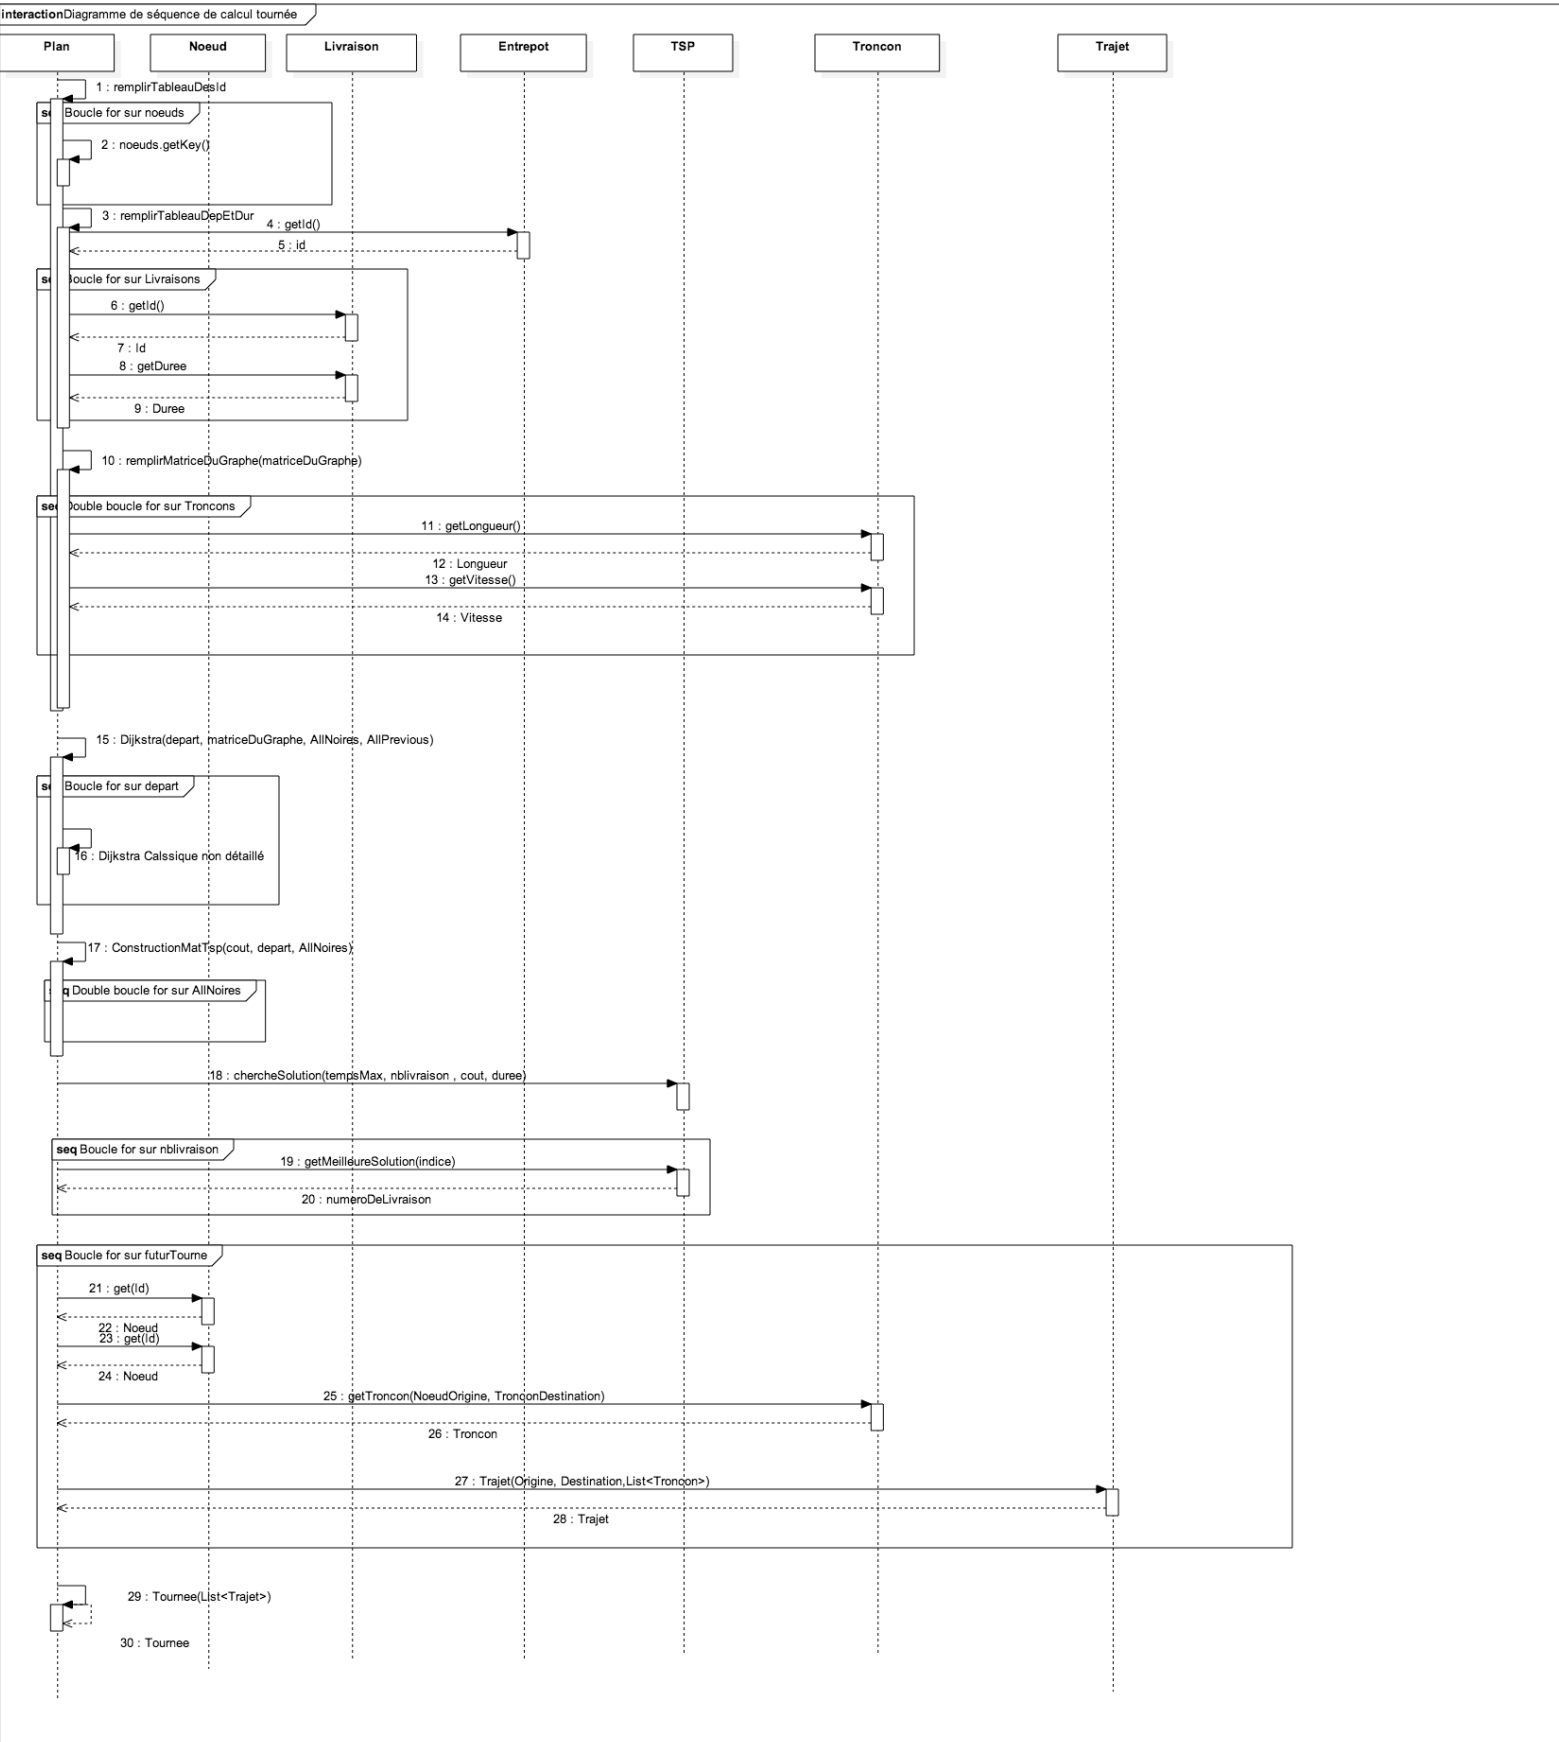 interaction Diagramme de séquence de calcul tournée
Plan
Noeud
Livraison
Entrepot
TSP
Troncon
Trajet
1 : remplirTableauDesId
seq Boucle for sur noeuds
2 : noeuds.getKey()
3 : remplirTableauDepEtDur
4 : getId()
5 : id
seq Boucle for sur Livraisons
6 : getId()
7 : Id
8 : getDuree
9 : Duree
10 : remplirMatriceDuGraphe(matriceDuGraphe)
seq Double boucle for sur Troncons
11 : getLongueur()
12 : Longueur
13 : getVitesse()
14 : Vitesse
15 : Dijkstra(depart, matriceDuGraphe, AllNoires, AllPrevious)
seq Boucle for sur depart
16 : Dijkstra Calssique non détaillé
17 : ConstructionMatTsp(cout, depart, AllNoires)
seq Double boucle for sur AllNoires
18 : chercheSolution(tempsMax, nblivraison , cout, duree)
seq Boucle for sur nblivraison
19 : getMeilleureSolution(indice)
20 : numeroDeLivraison
seq Boucle for sur futurTourne
21 : get(Id)
22 : Noeud
23 : get(Id)
24 : Noeud
25 : getTroncon(NoeudOrigine, TronconDestination)
26 : Troncon
27 : Trajet(Origine, Destination,List<Troncon>)
28 : Trajet
29 : Tournee(List<Trajet>)
30 : Tournee